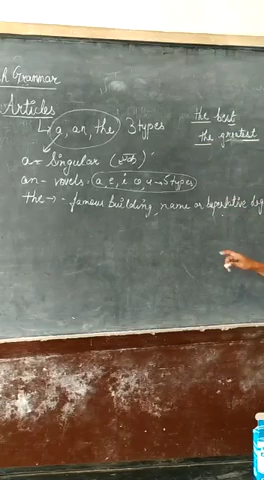 h Grammar
Articles
↳ a, an the 3 types
the best
the greatest
a → Singular
an - vowels. a, e, i o, u → 5 types
the → - famous building, name or superlative deg